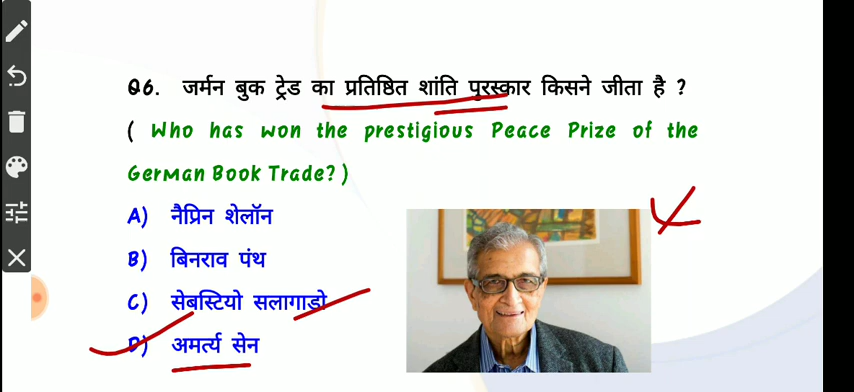 Q6. जर्मन बुक ट्रेड का प्रतिष्ठित शांति पुरस्कार किसने जीता है ?
( Who has won the prestigious Peace Prize of the
German Book Trade? )
A) नैप्रिन शेलॉन
B) बिनराव पंथ
C) सेबस्टियो सलागाडो
D) अमर्त्य सेन